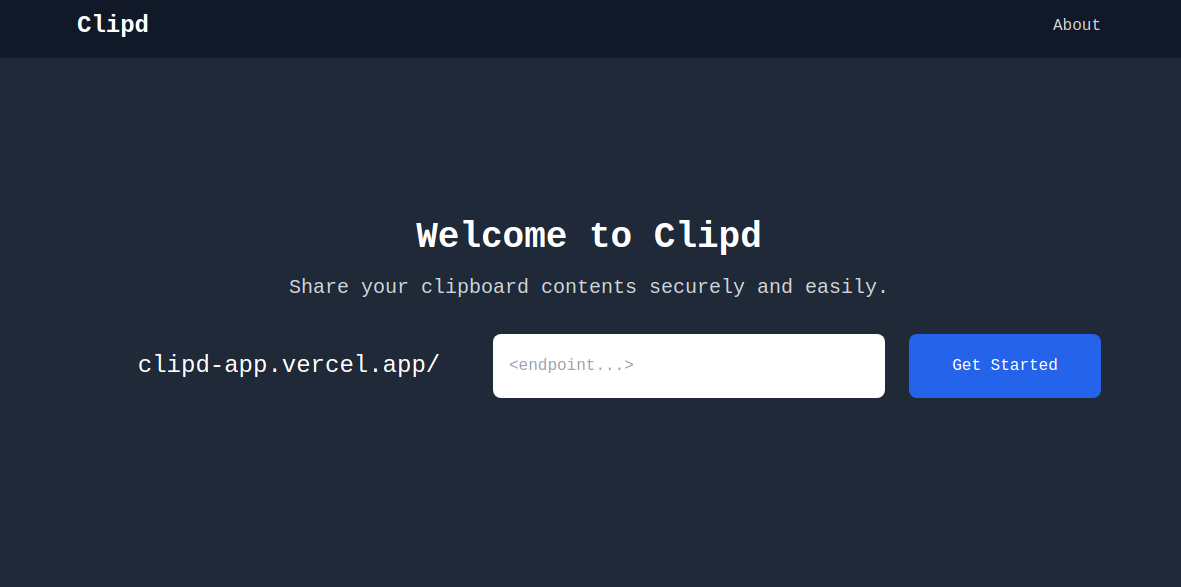 Clipd
About
Welcome to Clipd
Share your clipboard contents securely and easily.
clipd-app.vercel.app/
<endpoint...>
Get Started